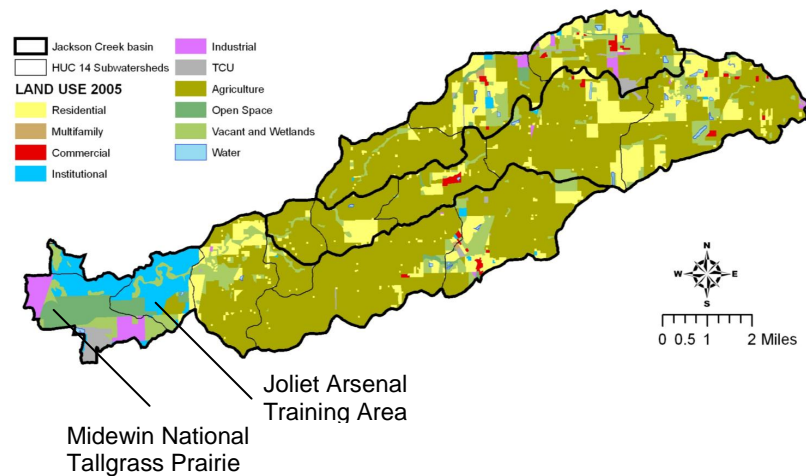 Jackson Creek basin
HUC 14 Subwatersheds
LAND USE 2005
Residential
Multifamily
Commercial
Institutional
Industrial
TCU
Agriculture
Open Space
Vacant and Wetlands
Water
N
W E
S
0 0.5 1 2 Miles
Joliet Arsenal
Training Area
Midewin National
Tallgrass Prairie